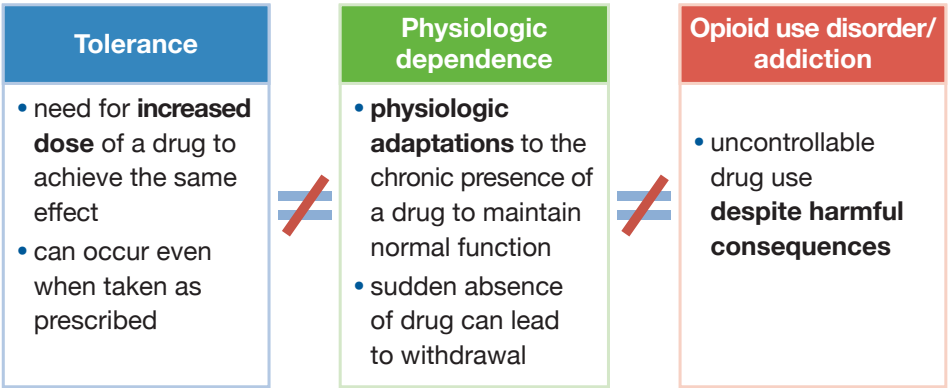 Tolerance
• need for increased
dose of a drug to
achieve the same
effect
• can occur even
when taken as
prescribed
≠
Physiologic
dependence
• physiologic
adaptations to the
chronic presence of
a drug to maintain
normal function
• sudden absence
of drug can lead
to withdrawal
≠
Opioid use disorder/
addiction
• uncontrollable
drug use
despite harmful
consequences